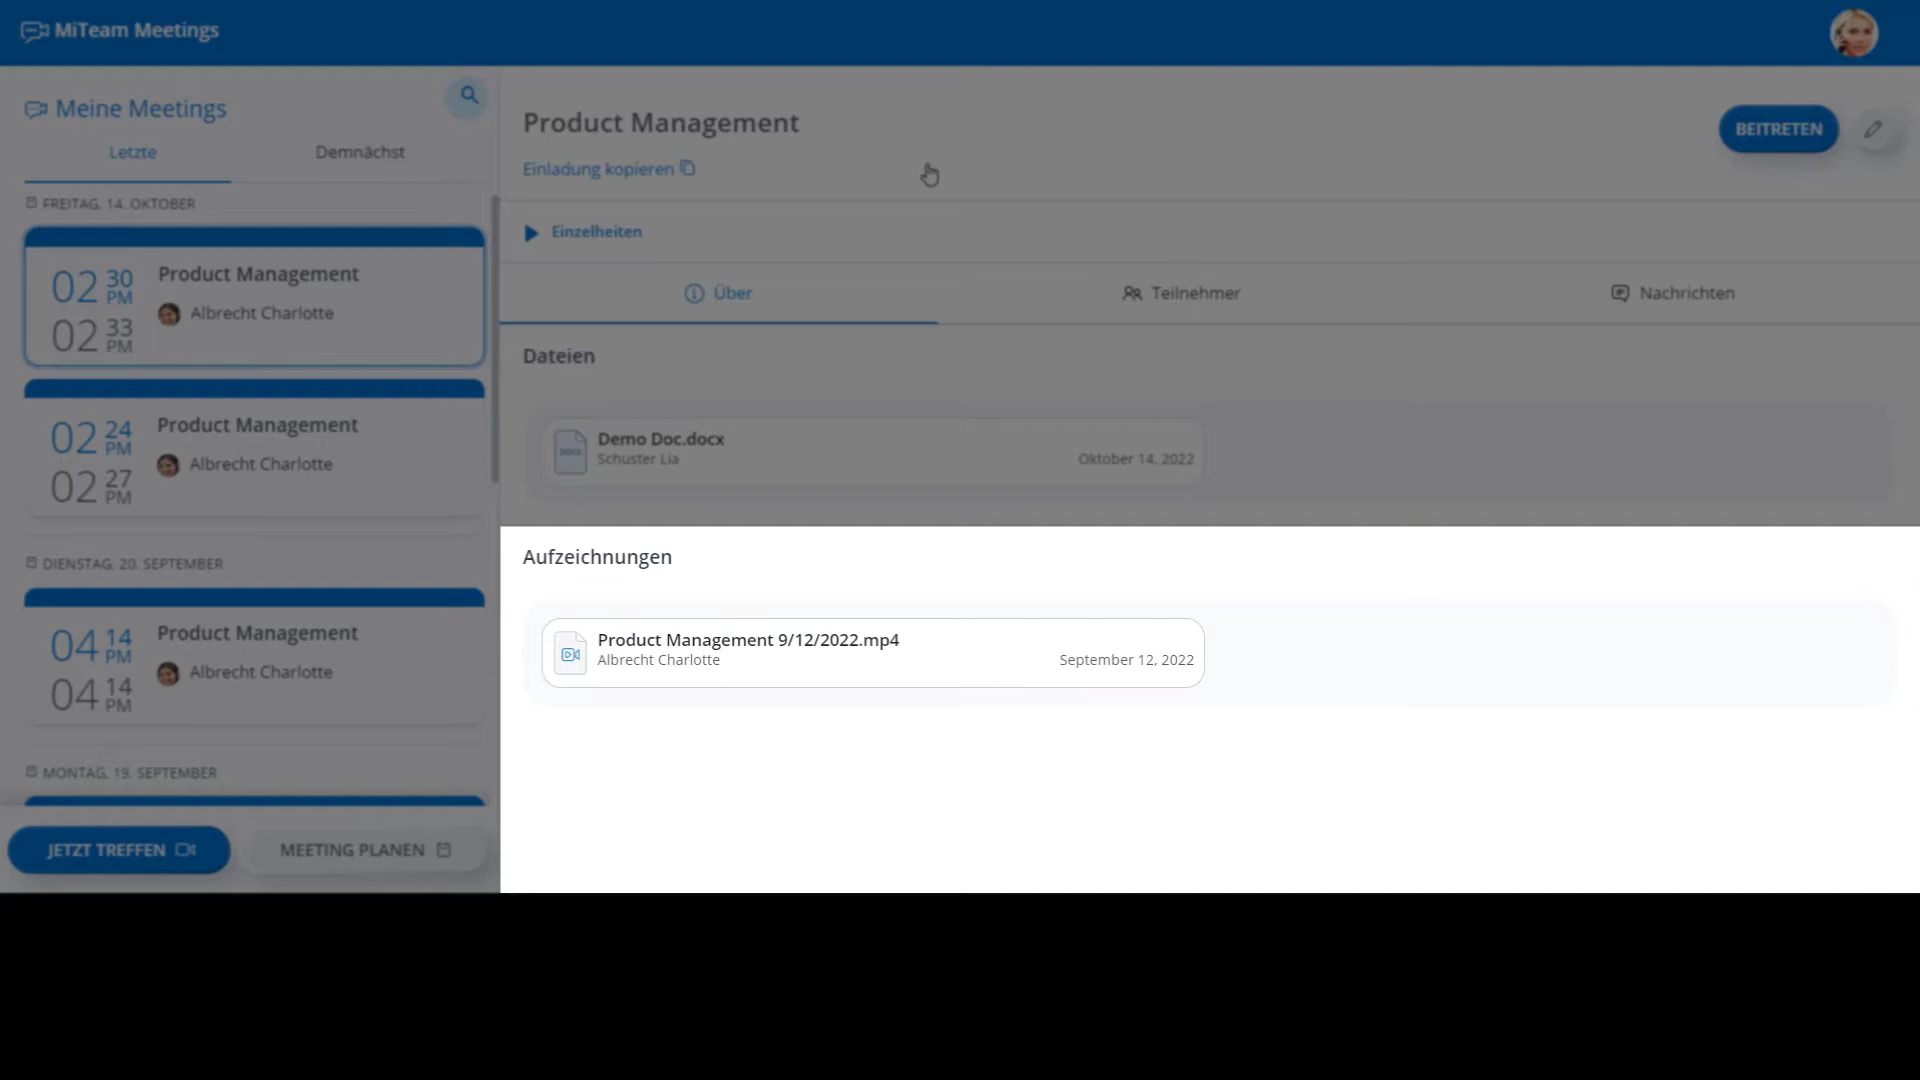 MiTeam Meetings
Meine Meetings
Letzte
Demnächst
FREITAG, 14. OKTOBER
02 30 PM
Product Management
Albrecht Charlotte
02 33 PM
02 24 PM
Product Management
Albrecht Charlotte
02 27 PM
DIENSTAG, 20. SEPTEMBER
04 14 PM
Product Management
Albrecht Charlotte
04 14 PM
MONTAG, 19. SEPTEMBER
JETZT TREFFEN
MEETING PLANEN
Product Management
BEITRETEN
Einladung kopieren
Einzelheiten
Über
Teilnehmer
Nachrichten
Dateien
DOCX
Demo Doc.docx
Schuster Lia
Oktober 14, 2022
Aufzeichnungen
Product Management 9/12/2022.mp4
Albrecht Charlotte
September 12, 2022